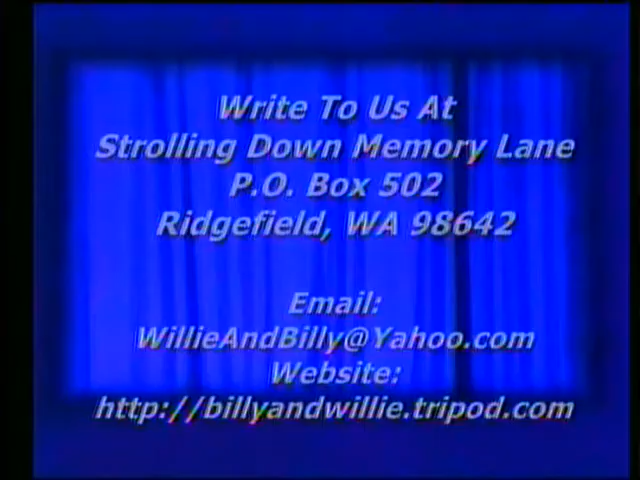 Write To Us At
Strolling Down Memory Lane
P.O. Box 502
Ridgefield, WA 98642
Email:
WillieAndBilly@Yahoo.com
Website:
http://billyandwillie.tripod.com